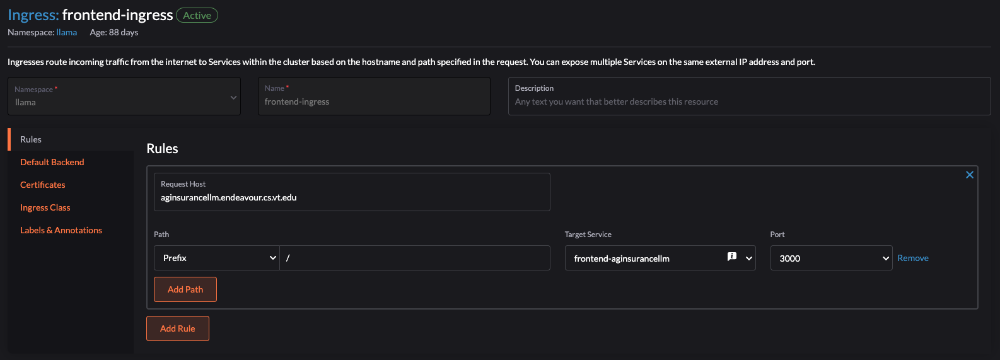 Ingress: frontend-ingress Active
Namespace: llama Age: 88 days
Ingresses route incoming traffic from the internet to Services within the cluster based on the hostname and path specified in the request. You can expose multiple Services on the same external IP address and port.
Namespace *
llama
Name *
frontend-ingress
Description
Any text you want that better describes this resource
Rules
Default Backend
Certificates
Ingress Class
Labels & Annotations
Rules
Request Host
aginsurancellm.endeavour.cs.vt.edu
Path Target Service Port
Prefix / frontend-aginsurancellm 3000 Remove
Add Path
Add Rule